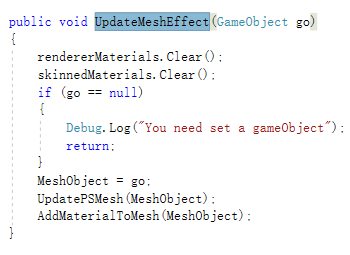 public void UpdateMeshEffect(GameObject go)
{
rendererMaterials.Clear();
skinnedMaterials.Clear();
if (go == null)
{
Debug.Log("You need set a gameObject");
return;
}
MeshObject = go;
UpdatePSMesh(MeshObject);
AddMaterialToMesh(MeshObject);
}